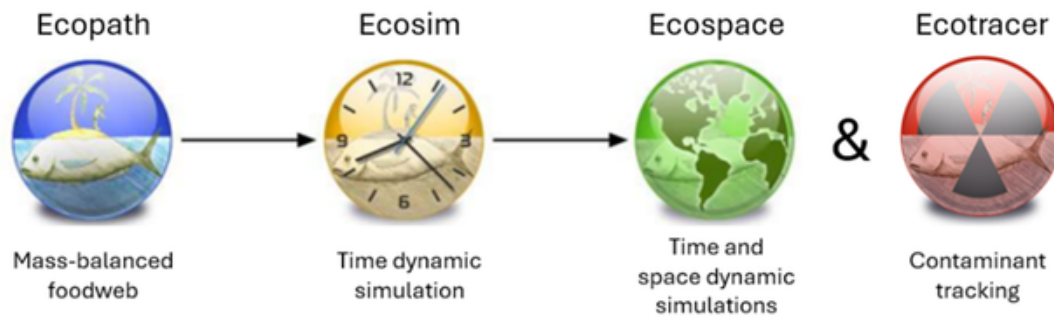 Ecopath
Ecosim
Ecospace
Ecotracer
12
3
6
9
&
Mass-balanced
foodweb
Time dynamic
simulation
Time and
space dynamic
simulations
Contaminant
tracking